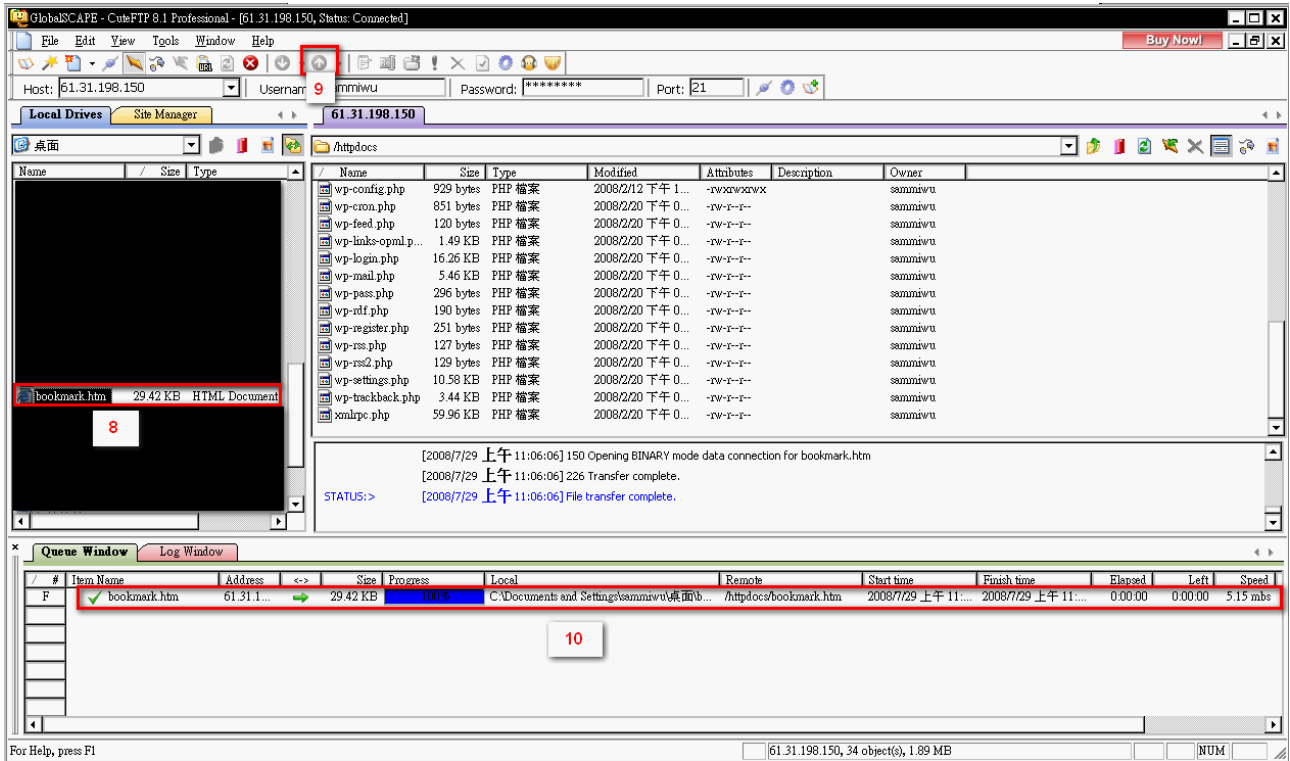 GlobalSCAPE - CuteFTP 8.1 Professional - [61.31.198.150, Status: Connected]
File Edit View Tools Window Help Buy Now!
9
Host: 61.31.198.150 Usernam mmiwu Password: ******** Port: 21
Local Drives Site Manager 61.31.198.150
桌面 /httpdocs
Name / Size Type
/ Name Size Type Modified Attributes Description Owner
wp-config.php 929 bytes PHP 檔案 2008/2/12 下午 1... -rwxrwxrwx sammiwu
wp-cron.php 851 bytes PHP 檔案 2008/2/20 下午 0... -rw-r--r-- sammiwu
wp-feed.php 120 bytes PHP 檔案 2008/2/20 下午 0... -rw-r--r-- sammiwu
wp-links-opml.p... 1.49 KB PHP 檔案 2008/2/20 下午 0... -rw-r--r-- sammiwu
wp-login.php 16.26 KB PHP 檔案 2008/2/20 下午 0... -rw-r--r-- sammiwu
wp-mail.php 5.46 KB PHP 檔案 2008/2/20 下午 0... -rw-r--r-- sammiwu
wp-pass.php 296 bytes PHP 檔案 2008/2/20 下午 0... -rw-r--r-- sammiwu
wp-rdf.php 190 bytes PHP 檔案 2008/2/20 下午 0... -rw-r--r-- sammiwu
wp-register.php 251 bytes PHP 檔案 2008/2/20 下午 0... -rw-r--r-- sammiwu
wp-rss.php 127 bytes PHP 檔案 2008/2/20 下午 0... -rw-r--r-- sammiwu
wp-rss2.php 129 bytes PHP 檔案 2008/2/20 下午 0... -rw-r--r-- sammiwu
wp-settings.php 10.58 KB PHP 檔案 2008/2/20 下午 0... -rw-r--r-- sammiwu
wp-trackback.php 3.44 KB PHP 檔案 2008/2/20 下午 0... -rw-r--r-- sammiwu
xmlrpc.php 59.96 KB PHP 檔案 2008/2/20 下午 0... -rw-r--r-- sammiwu
bookmark.htm 29.42 KB HTML Document
8
[2008/7/29 上午 11:06:06] 150 Opening BINARY mode data connection for bookmark.htm
[2008/7/29 上午 11:06:06] 226 Transfer complete.
STATUS:> [2008/7/29 上午 11:06:06] File transfer complete.
Queue Window Log Window
/ # Item Name Address <-> Size Progress Local Remote Start time Finish time Elapsed Left Speed
F bookmark.htm 61.31.1... 29.42 KB 100% C:\Documents and Settings\sammiwu\桌面\b... /httpdocs/bookmark.htm 2008/7/29 上午 11:... 2008/7/29 上午 11:... 0:00:00 0:00:00 5.15 mbs
10
For Help, press F1 61.31.198.150, 34 object(s), 1.89 MB NUM